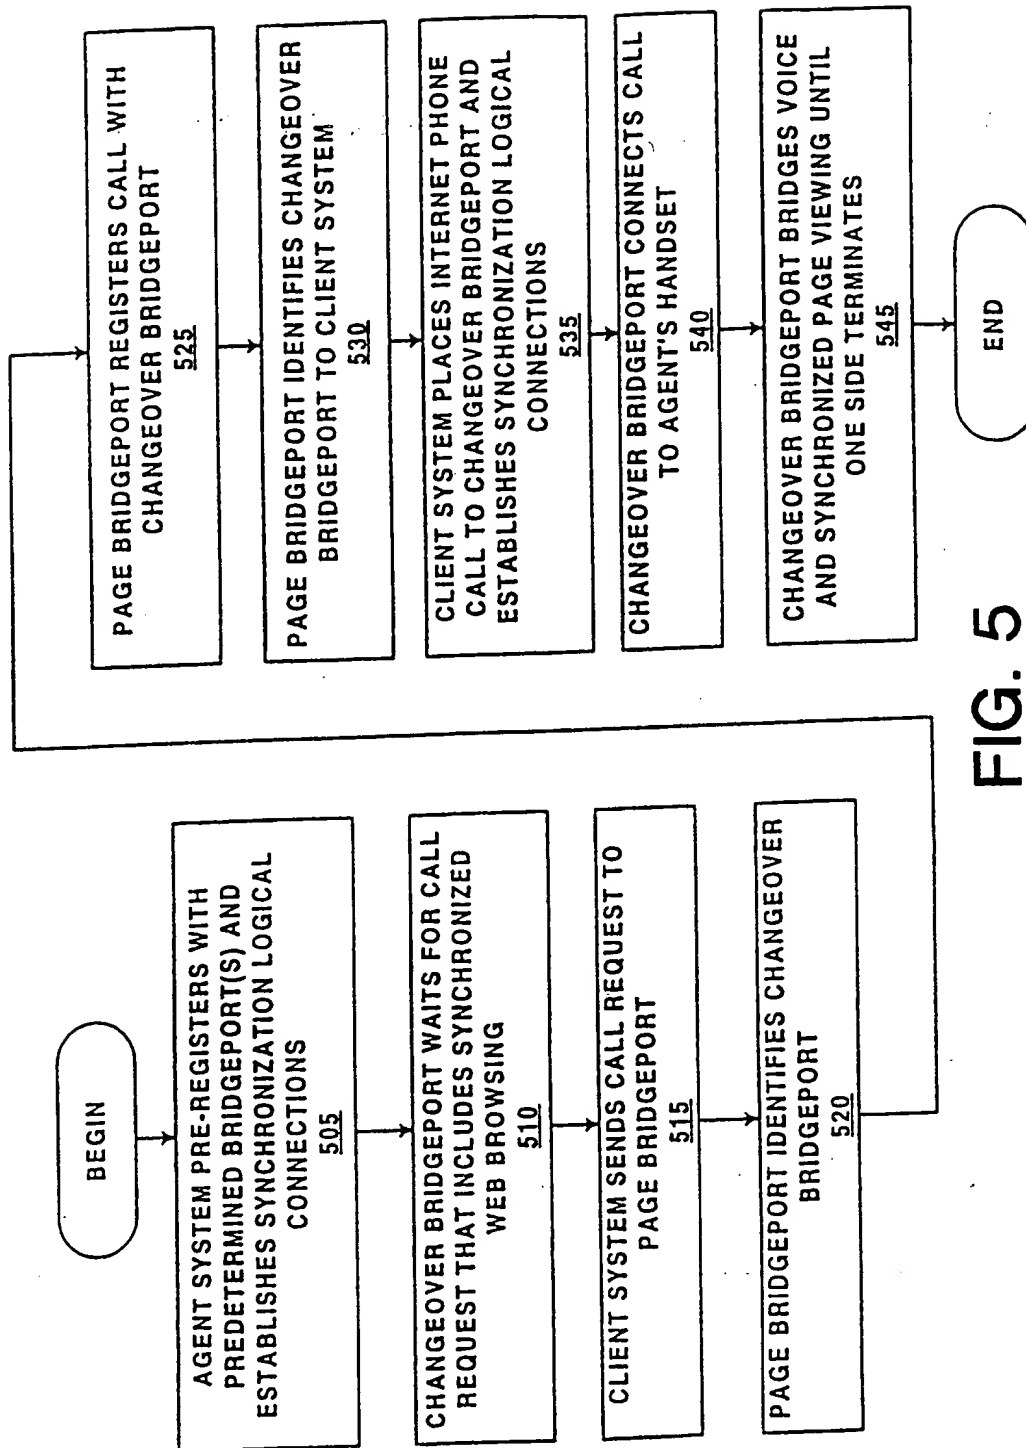 BEGIN
AGENT SYSTEM PRE-REGISTERS WITH
PREDETERMINED BRIDGEPORT(S) AND
ESTABLISHES SYNCHRONIZATION LOGICAL
CONNECTIONS
505
CHANGEOVER BRIDGEPORT WAITS FOR CALL
REQUEST THAT INCLUDES SYNCHRONIZED
WEB BROWSING
510
CLIENT SYSTEM SENDS CALL REQUEST TO
PAGE BRIDGEPORT
515
PAGE BRIDGEPORT IDENTIFIES CHANGEOVER
BRIDGEPORT
520
PAGE BRIDGEPORT REGISTERS CALL WITH
CHANGEOVER BRIDGEPORT
525
PAGE BRIDGEPORT IDENTIFIES CHANGEOVER
BRIDGEPORT TO CLIENT SYSTEM
530
CLIENT SYSTEM PLACES INTERNET PHONE
CALL TO CHANGEOVER BRIDGEPORT AND
ESTABLISHES SYNCHRONIZATION LOGICAL
CONNECTIONS
535
CHANGEOVER BRIDGEPORT CONNECTS CALL
TO AGENT'S HANDSET
540
CHANGEOVER BRIDGEPORT BRIDGES VOICE
AND SYNCHRONIZED PAGE VIEWING UNTIL
ONE SIDE TERMINATES
545
END
FIG. 5